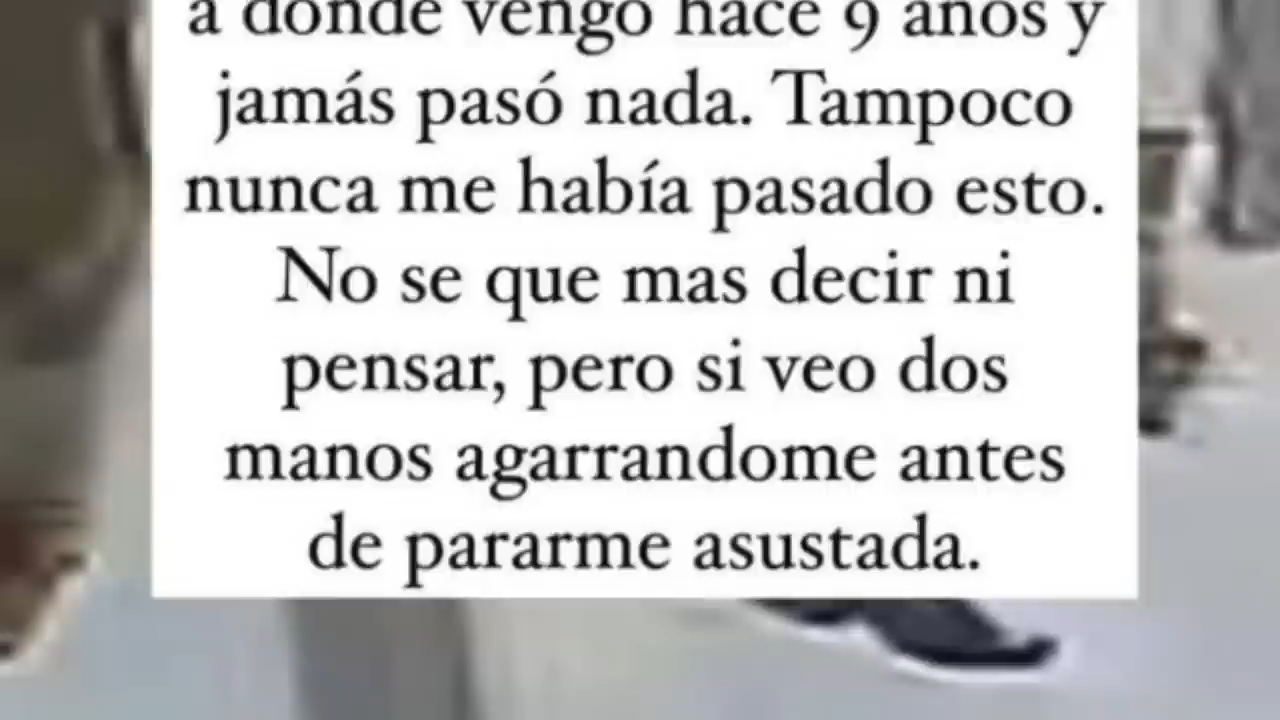 a donde vengo hace 9 años y
jamás pasó nada. Tampoco
nunca me había pasado esto.
No se que mas decir ni
pensar, pero si veo dos
manos agarrandome antes
de pararme asustada.